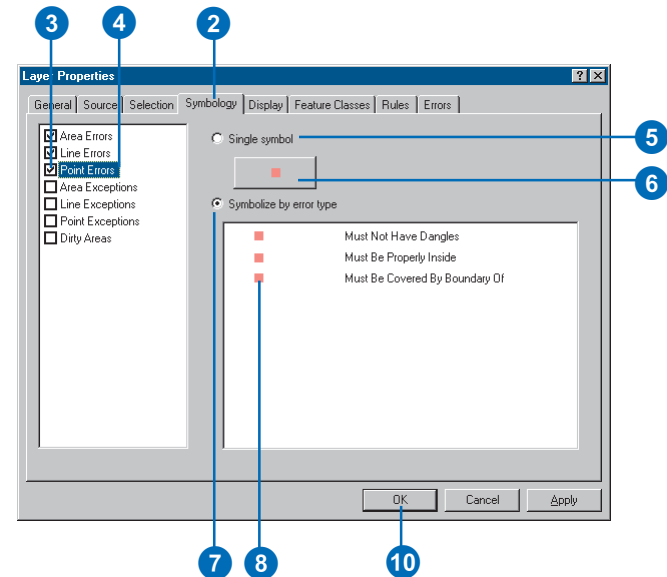 3 4 2
Layer Properties ? ×
General Source Selection Symbology Display Feature Classes Rules Errors
Area Errors
Line Errors
Point Errors
Area Exceptions
Line Exceptions
Point Exceptions
Dirty Areas
Single symbol 5
6
Symbolize by error type
Must Not Have Dangles
Must Be Properly Inside
Must Be Covered By Boundary Of
OK Cancel Apply
7 8 10